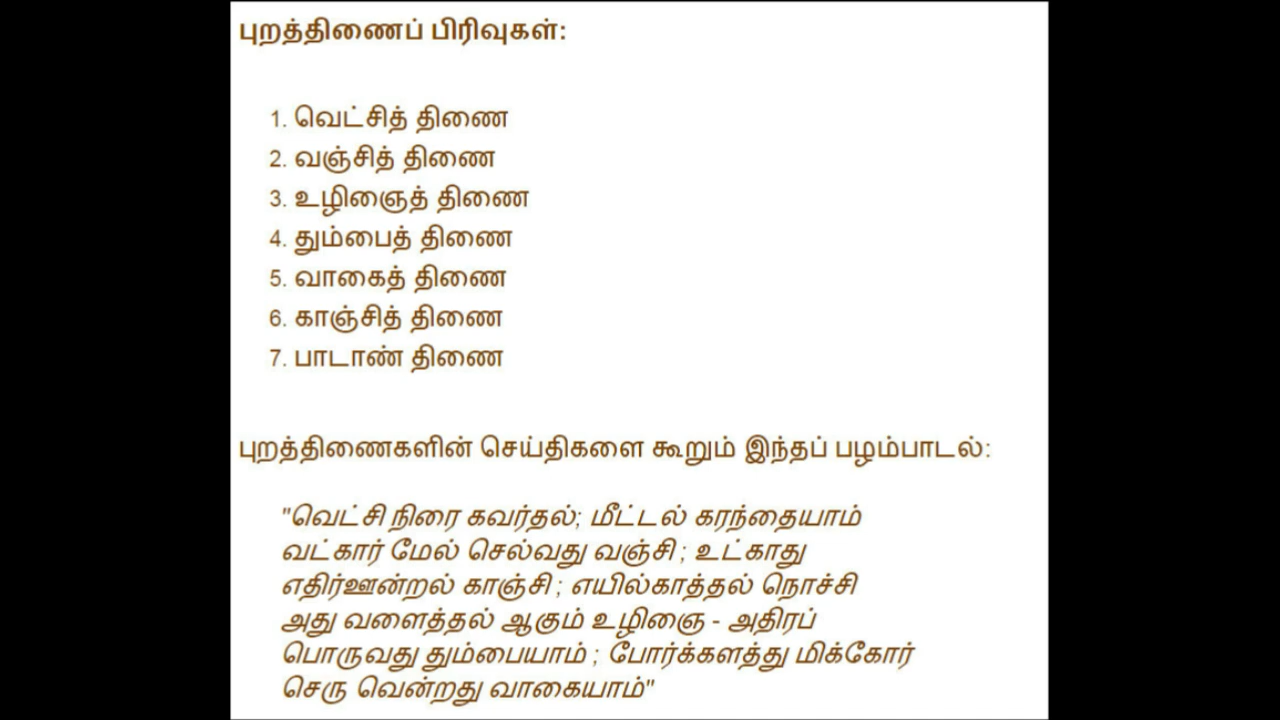 புறத்திணைப் பிரிவுகள்:
1. வெட்சித் திணை
2. வஞ்சித் திணை
3. உழிஞைத் திணை
4. தும்பைத் திணை
5. வாகைத் திணை
6. காஞ்சித் திணை
7. பாடாண் திணை
புறத்திணைகளின் செய்திகளை கூறும் இந்தப் பழம்பாடல்:
"வெட்சி நிரை கவர்தல்; மீட்டல் கரந்தையாம்
வட்கார் மேல் செல்வது வஞ்சி ; உட்காது
எதிர்ஊன்றல் காஞ்சி ; எயில்காத்தல் நொச்சி
அது வளைத்தல் ஆகும் உழிஞை - அதிரப்
பொருவது தும்பையாம் ; போர்க்களத்து மிக்கோர்
செரு வென்றது வாகையாம்"